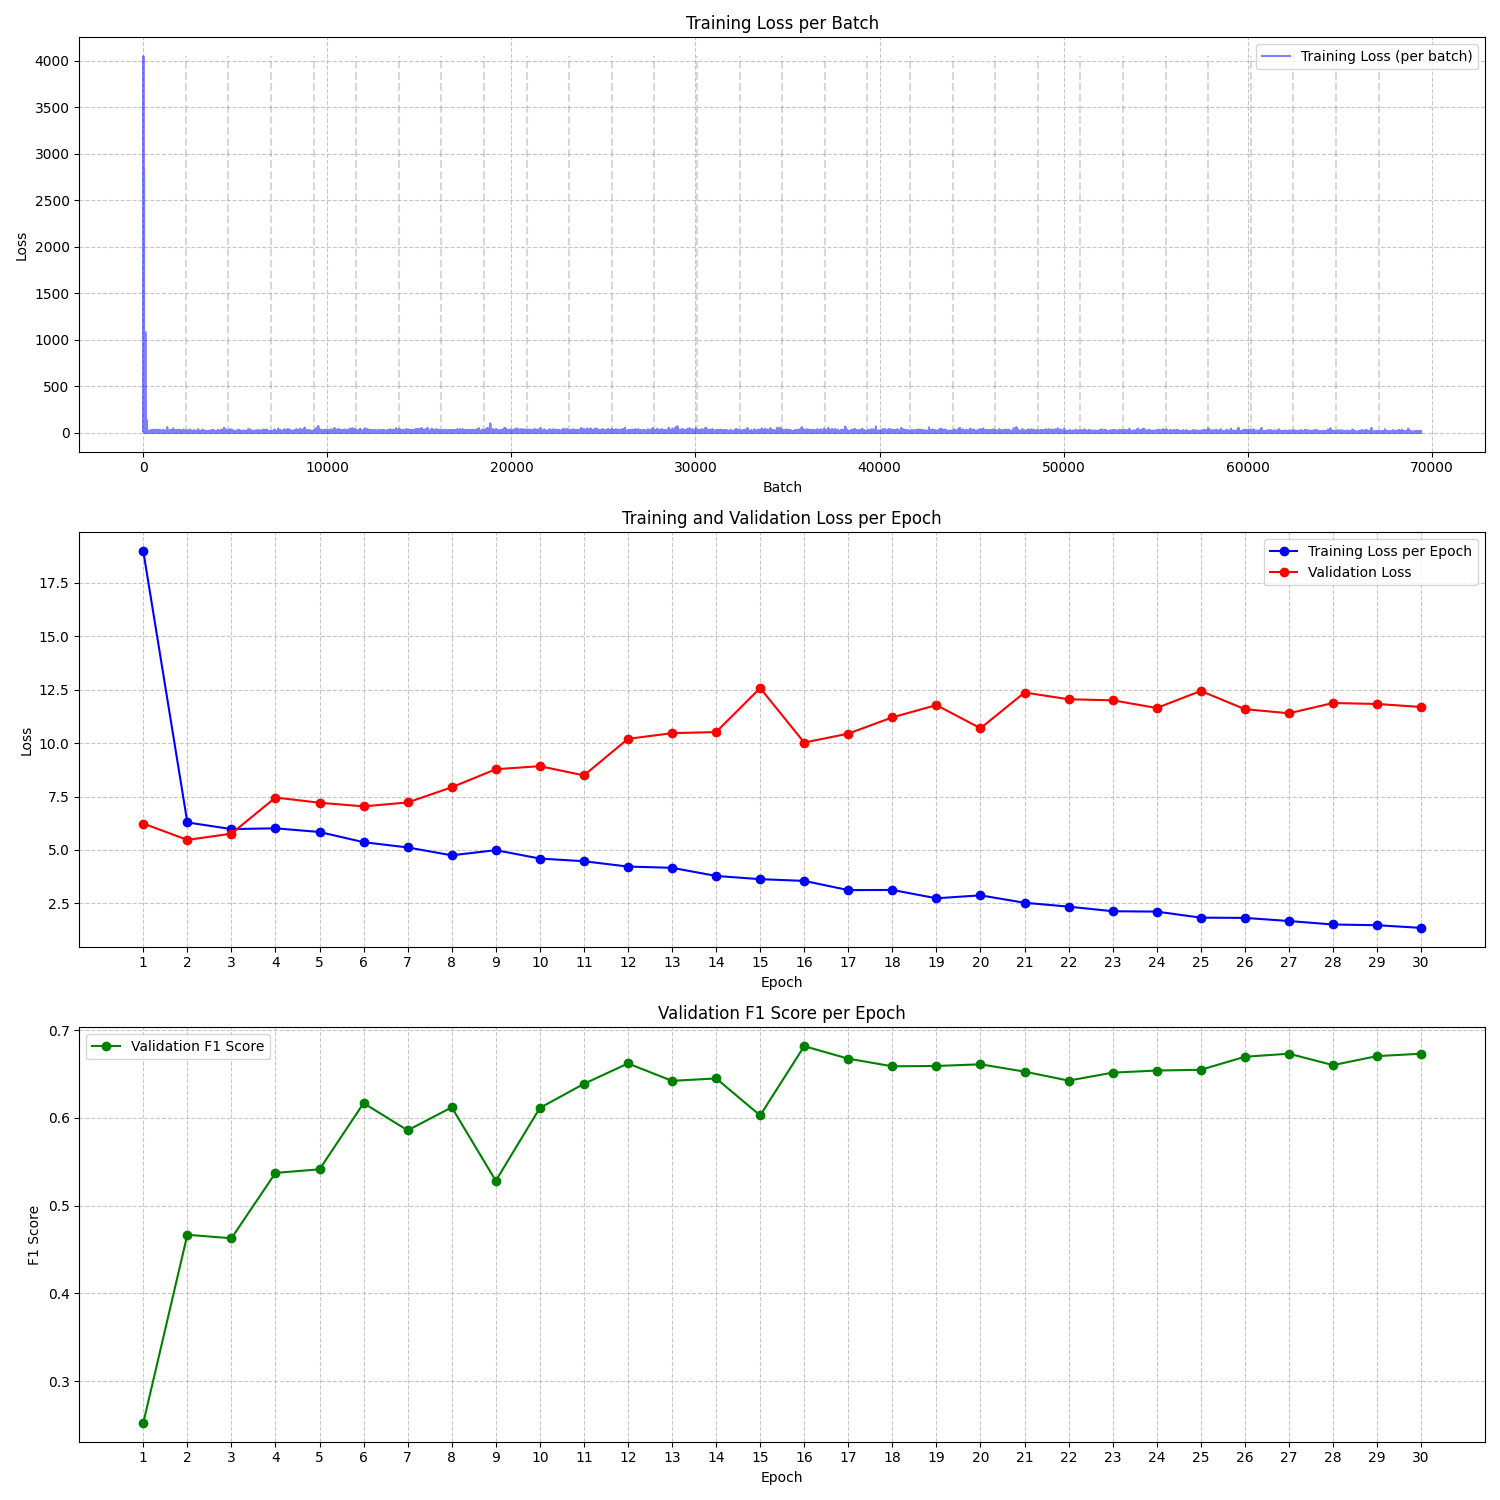 Training Loss per Batch
Training Loss (per batch)
4000
3500
3000
2500
2000
1500
1000
500
0
Loss
0 10000 20000 30000 40000 50000 60000 70000
Batch
Training and Validation Loss per Epoch
Training Loss per Epoch
Validation Loss
17.5
15.0
12.5
10.0
7.5
5.0
2.5
Loss
1 2 3 4 5 6 7 8 9 10 11 12 13 14 15 16 17 18 19 20 21 22 23 24 25 26 27 28 29 30
Epoch
Validation F1 Score per Epoch
Validation F1 Score
0.7
0.6
0.5
0.4
0.3
F1 Score
1 2 3 4 5 6 7 8 9 10 11 12 13 14 15 16 17 18 19 20 21 22 23 24 25 26 27 28 29 30
Epoch